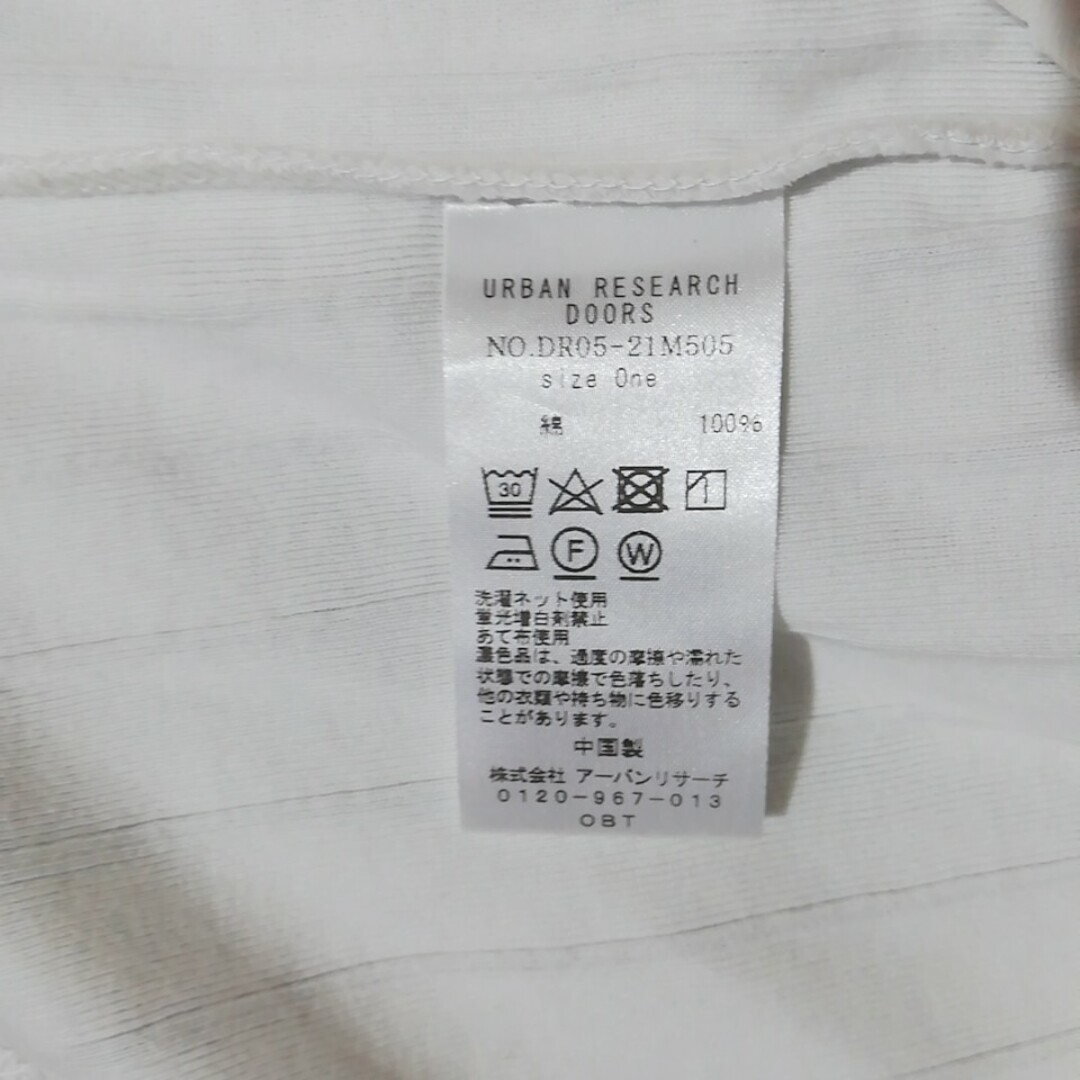 URBAN RESEARCH
DOORS
NO.DR05-21M505
size One
綿 100%
30
F W
洗濯ネット使用
蛍光増白剤禁止
あて布使用
濃色品は、過度の摩擦や濡れた
状態での摩擦で色落ちしたり、
他の衣類や持ち物に色移りする
ことがあります。
中国製
株式会社 アーバンリサーチ
0120-967-013
OBT